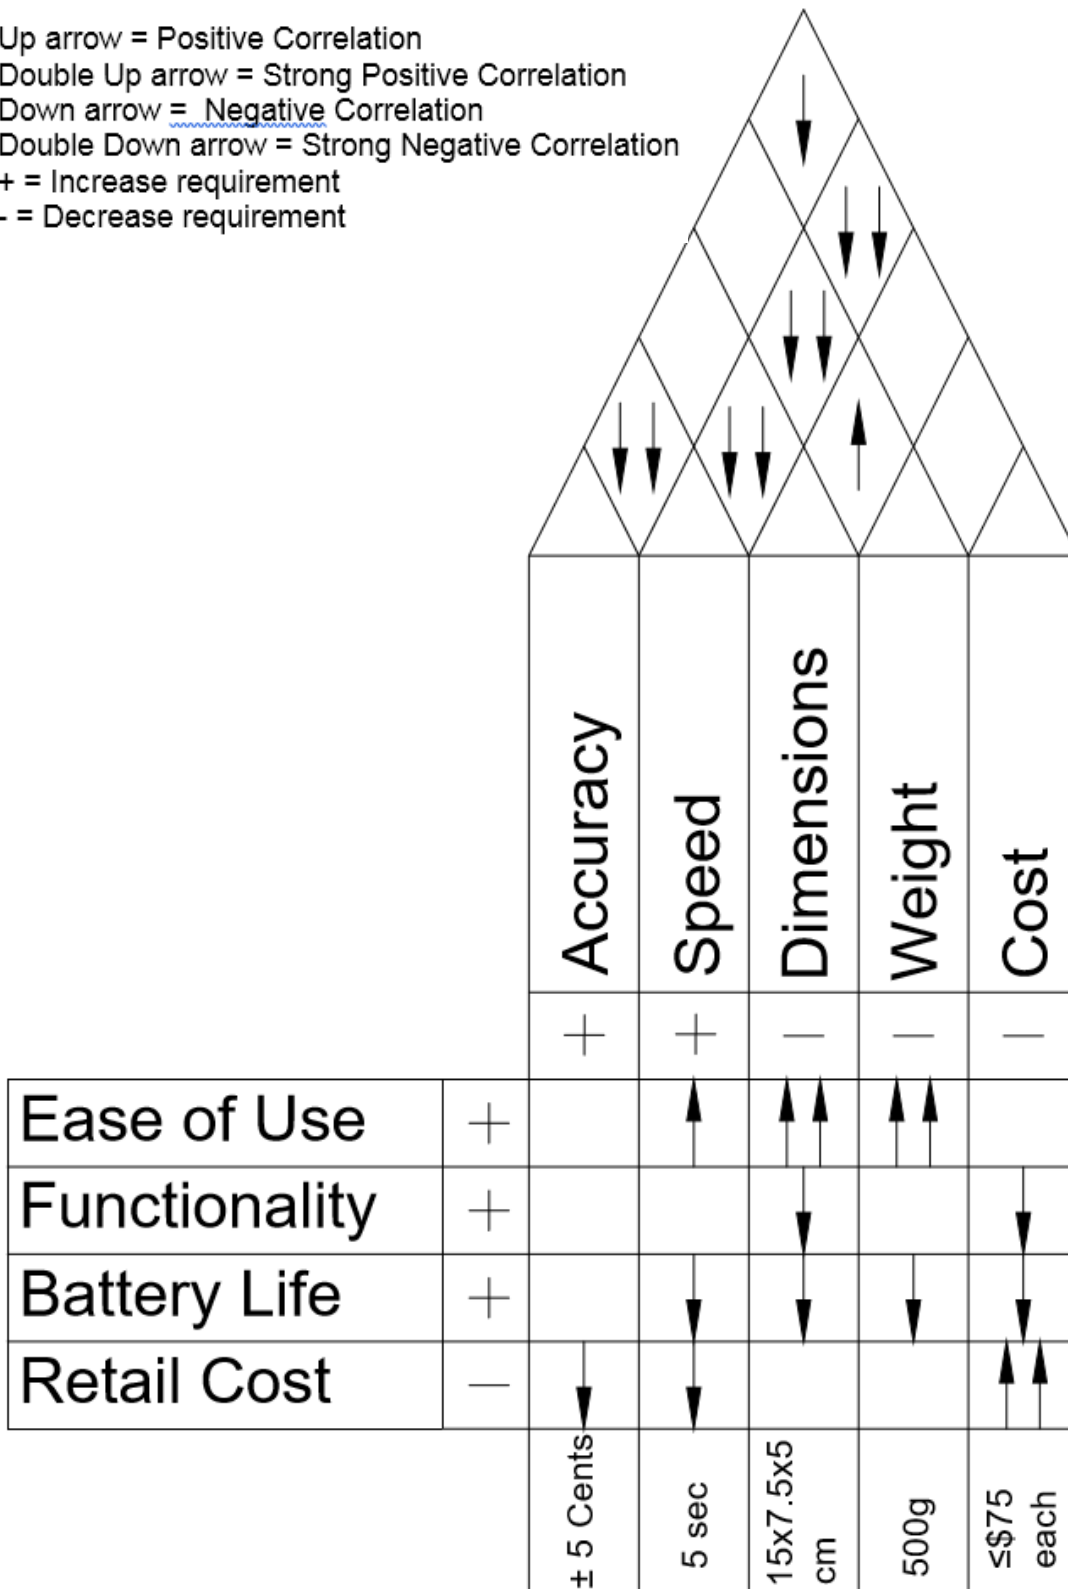 Up arrow = Positive Correlation
Double Up arrow = Strong Positive Correlation
Down arrow = Negative Correlation
Double Down arrow = Strong Negative Correlation
+ = Increase requirement
- = Decrease requirement
Accuracy
Speed
Dimensions
Weight
Cost
+ + – – –
Ease of Use +
Functionality +
Battery Life +
Retail Cost –
± 5 Cents
5 sec
15x7.5x5
cm
500g
≤$75
each